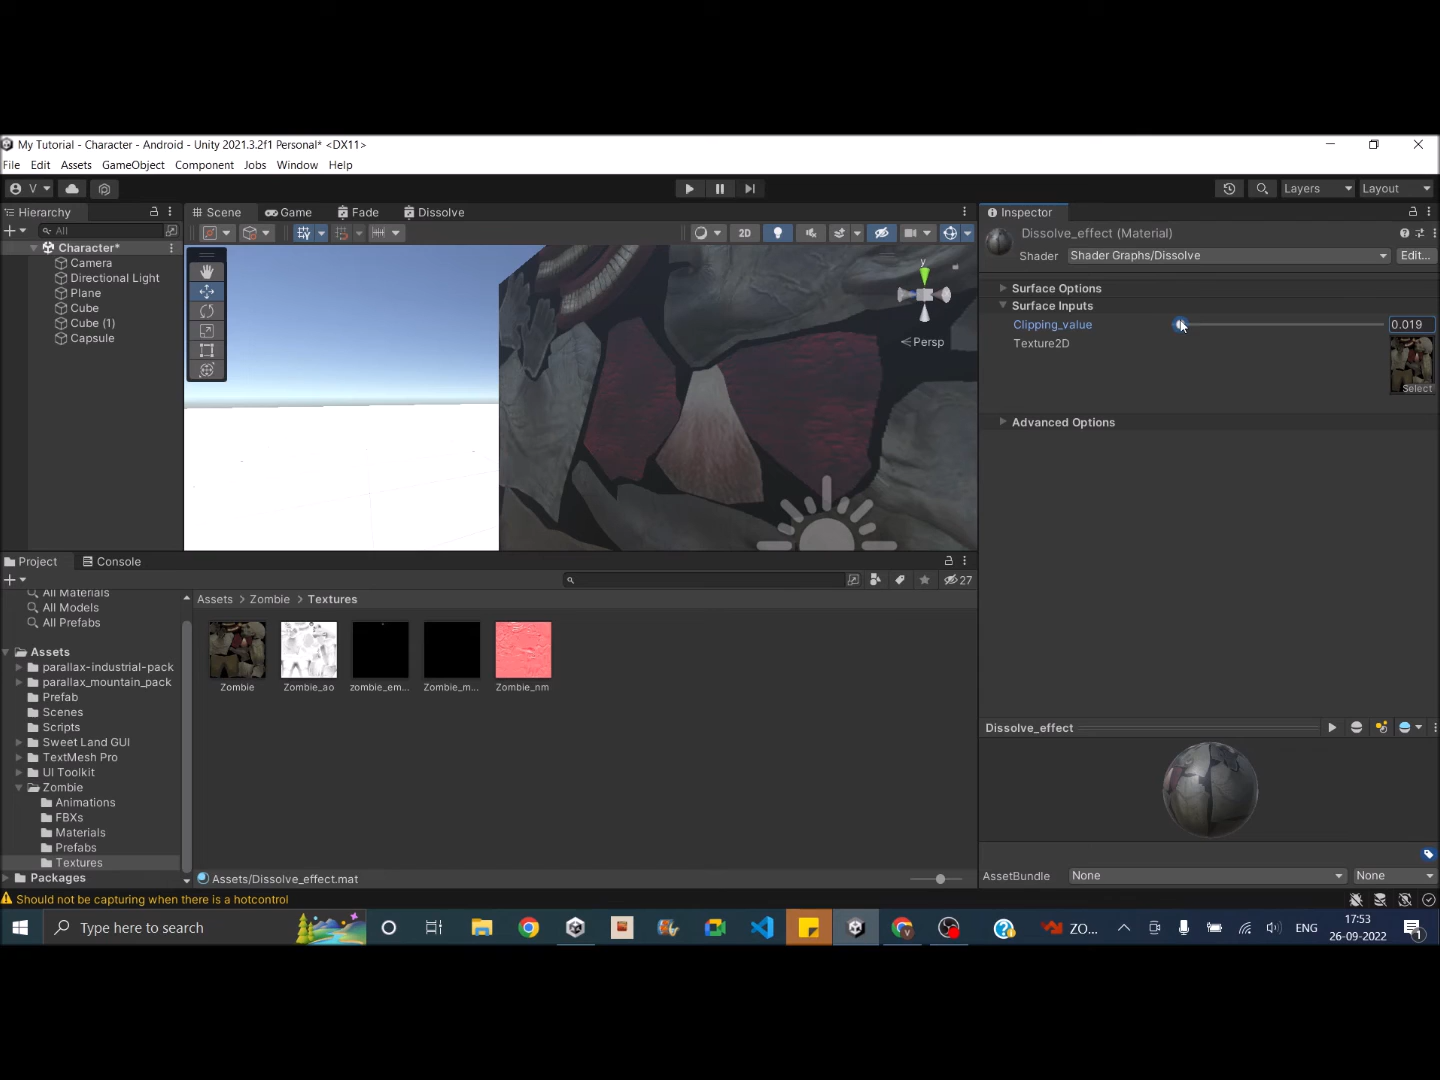 My Tutorial - Character - Android - Unity 2021.3.2f1 Personal* <DX11>
File Edit Assets GameObject Component Jobs Window Help
V Layers Layout
Hierarchy
All
Character*
Camera
Directional Light
Plane
Cube
Cube (1)
Capsule
Scene Game Fade Dissolve
2D
y
Persp
Inspector
Dissolve_effect (Material)
Shader Shader Graphs/Dissolve Edit...
Surface Options
Surface Inputs
Clipping_value 0.019
Texture2D
Select
Advanced Options
Project Console
27
All Materials
All Models
All Prefabs
Assets
parallax-industrial-pack
parallax_mountain_pack
Prefab
Scenes
Scripts
Sweet Land GUI
TextMesh Pro
UI Toolkit
Zombie
Animations
FBXs
Materials
Prefabs
Textures
Packages
Assets > Zombie > Textures
Zombie Zombie_ao zombie_em... Zombie_m... Zombie_nm
Assets/Dissolve_effect.mat
Dissolve_effect
AssetBundle None None
Should not be capturing when there is a hotcontrol
Type here to search
ZO...
ENG
17:53
26-09-2022
1